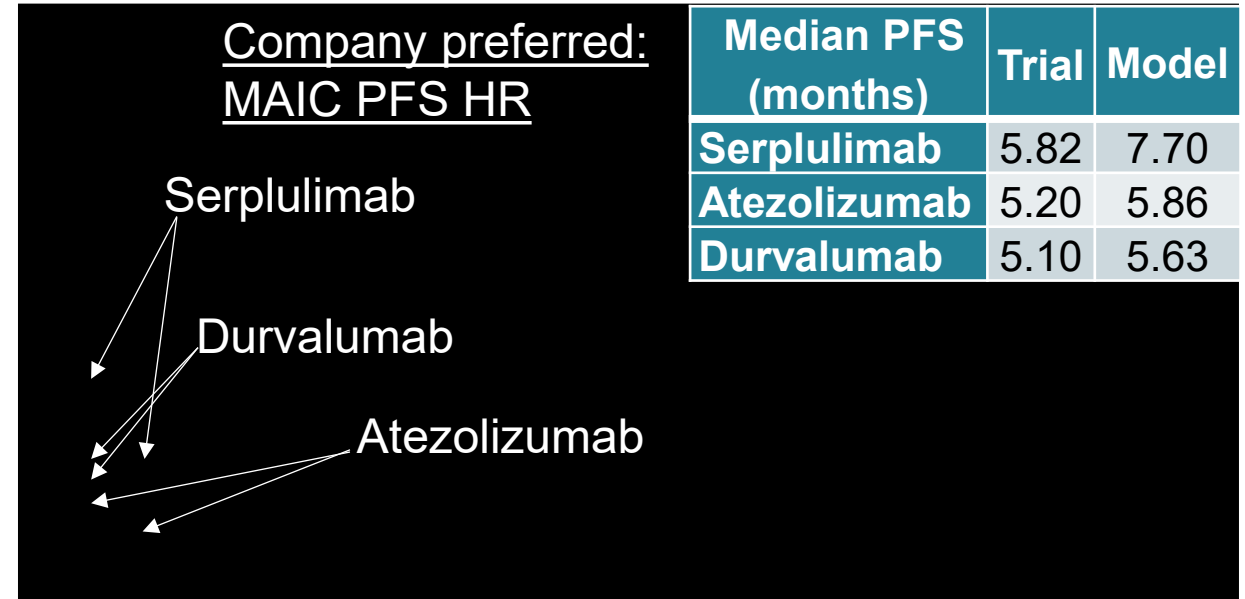 Company preferred:
MAIC PFS HR
Median PFS (months) Trial Model
Serplulimab 5.82 7.70
Atezolizumab 5.20 5.86
Durvalumab 5.10 5.63
Serplulimab
Durvalumab
Atezolizumab